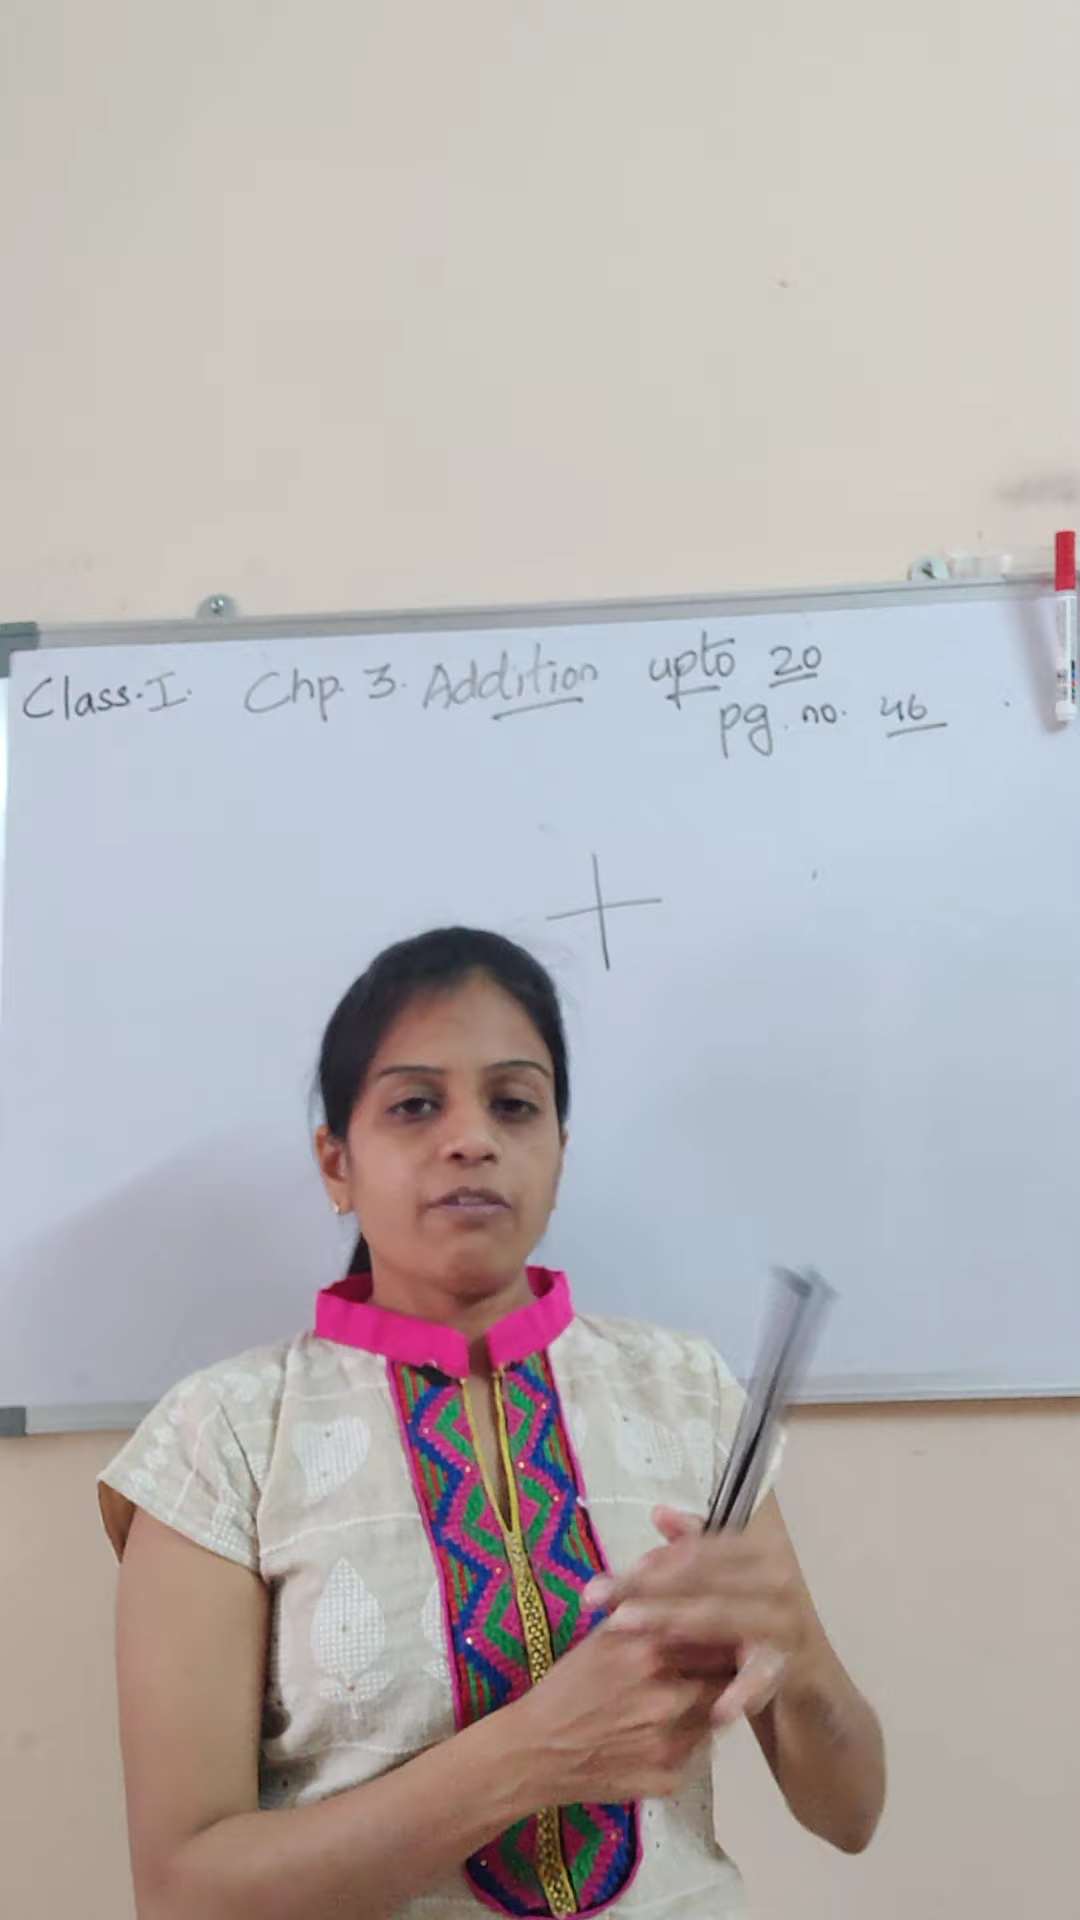 Class.I. Chp. 3. Addition upto 20
pg. no. 46
+